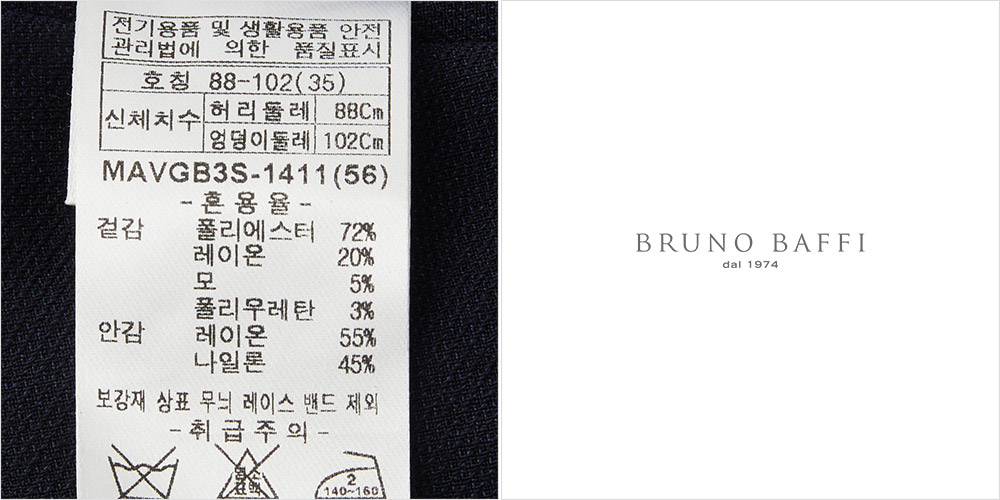 전기용품 및 생활용품 안전
관리법에 의한 품질표시
호칭 88-102(35)
신체치수 허리둘레 88Cm
엉덩이둘레 102Cm
MAVGB3S-1411(56)
-혼용율-
겉감 폴리에스터 72%
레이온 20%
모 5%
폴리우레탄 3%
안감 레이온 55%
나일론 45%
보강재 상표 무늬 레이스 밴드 제외
-취급주의-
염소
표백
2
140~160
BRUNO BAFFI
dal 1974